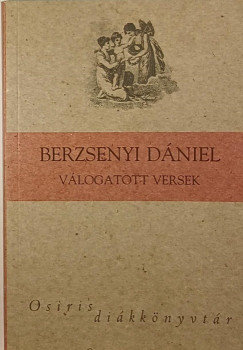 BERZSENYI DÁNIEL
VÁLOGATOTT VERSEK
Osiris
diákkönyvtár